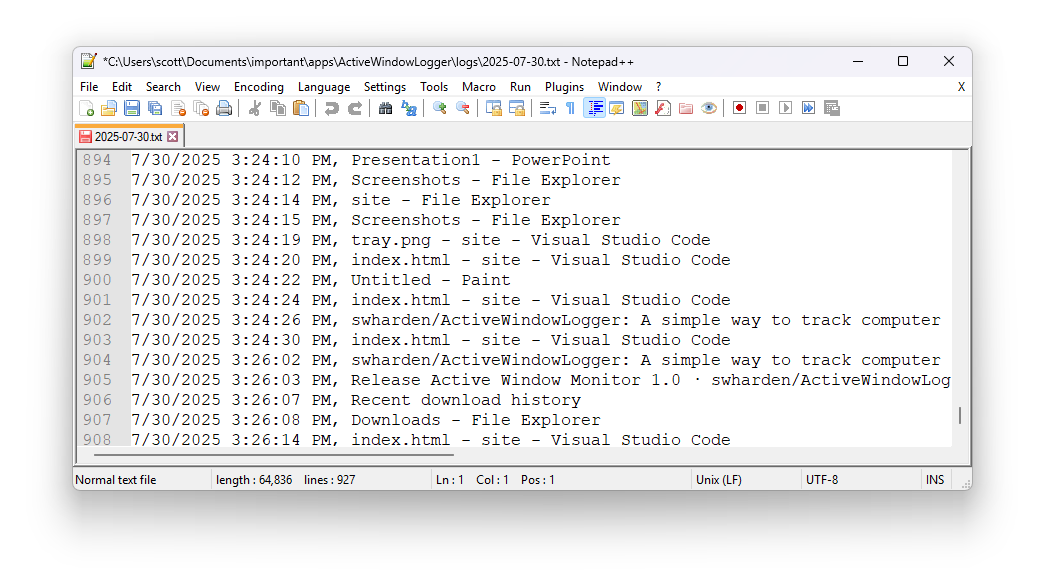 *C:\Users\scott\Documents\important\apps\ActiveWindowLogger\logs\2025-07-30.txt - Notepad++
File Edit Search View Encoding Language Settings Tools Macro Run Plugins Window ? X
2025-07-30.txt
894 7/30/2025 3:24:10 PM, Presentation1 - PowerPoint
895 7/30/2025 3:24:12 PM, Screenshots - File Explorer
896 7/30/2025 3:24:14 PM, site - File Explorer
897 7/30/2025 3:24:15 PM, Screenshots - File Explorer
898 7/30/2025 3:24:19 PM, tray.png - site - Visual Studio Code
899 7/30/2025 3:24:20 PM, index.html - site - Visual Studio Code
900 7/30/2025 3:24:22 PM, Untitled - Paint
901 7/30/2025 3:24:24 PM, index.html - site - Visual Studio Code
902 7/30/2025 3:24:26 PM, swharden/ActiveWindowLogger: A simple way to track computer
903 7/30/2025 3:24:30 PM, index.html - site - Visual Studio Code
904 7/30/2025 3:26:02 PM, swharden/ActiveWindowLogger: A simple way to track computer
905 7/30/2025 3:26:03 PM, Release Active Window Monitor 1.0 · swharden/ActiveWindowLog
906 7/30/2025 3:26:07 PM, Recent download history
907 7/30/2025 3:26:08 PM, Downloads - File Explorer
908 7/30/2025 3:26:14 PM, index.html - site - Visual Studio Code
Normal text file length : 64,836 lines : 927 Ln : 1 Col : 1 Pos : 1 Unix (LF) UTF-8 INS